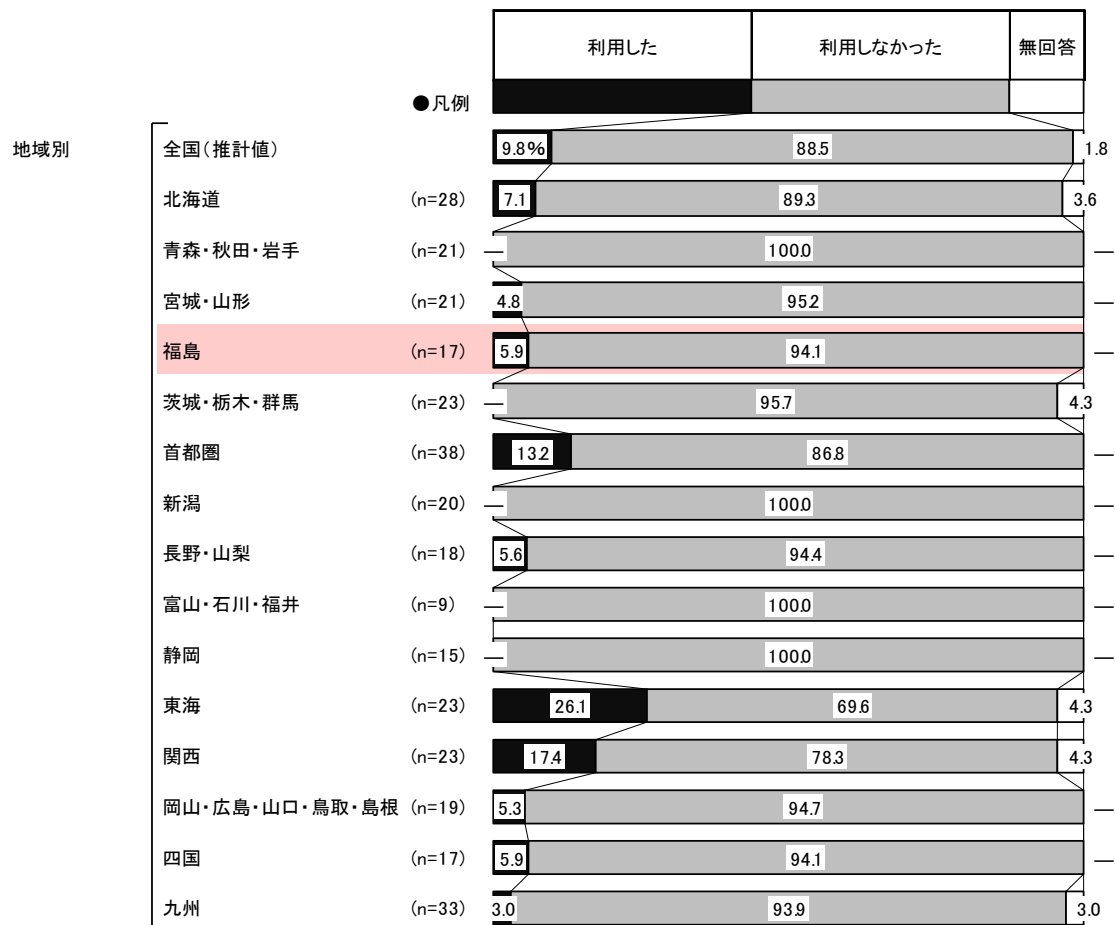 利用した 利用しなかった 無回答
●凡例
地域別 全国(推計値) 9.8% 88.5 1.8
北海道 (n=28) 7.1 89.3 3.6
青森・秋田・岩手 (n=21) — 100.0 —
宮城・山形 (n=21) 4.8 95.2 —
福島 (n=17) 5.9 94.1 —
茨城・栃木・群馬 (n=23) — 95.7 4.3
首都圏 (n=38) 13.2 86.8 —
新潟 (n=20) — 100.0 —
長野・山梨 (n=18) 5.6 94.4 —
富山・石川・福井 (n=9) — 100.0 —
静岡 (n=15) — 100.0 —
東海 (n=23) 26.1 69.6 4.3
関西 (n=23) 17.4 78.3 4.3
岡山・広島・山口・鳥取・島根 (n=19) 5.3 94.7 —
四国 (n=17) 5.9 94.1 —
九州 (n=33) 3.0 93.9 3.0